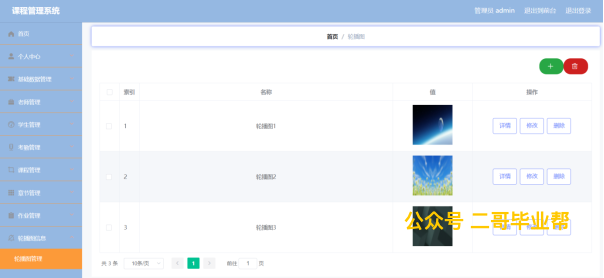 课程管理系统
管理员 admin 退出到前台 退出登录
首页 / 轮播图
首页
个人中心
基础数据管理
老师管理
学生管理
考勤管理
课程管理
章节管理
作业管理
轮播图信息
轮播图管理
索引 名称 值 操作
1 轮播图1 详情 修改 删除
2 轮播图2 详情 修改 删除
3 轮播图3 详情 修改 删除
公众号 二哥毕业帮
共 3 条 10条/页 1 前往 1 页